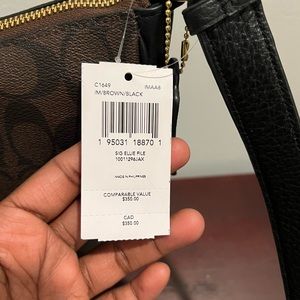 C1649 IMAA8
IM/BROWN/BLACK
1 95031 18870 1
SIG ELLIE FILE
10011296JAX
MADE IN PHILIPPINES
COMPARABLE VALUE
$350.00
CAD
$350.00